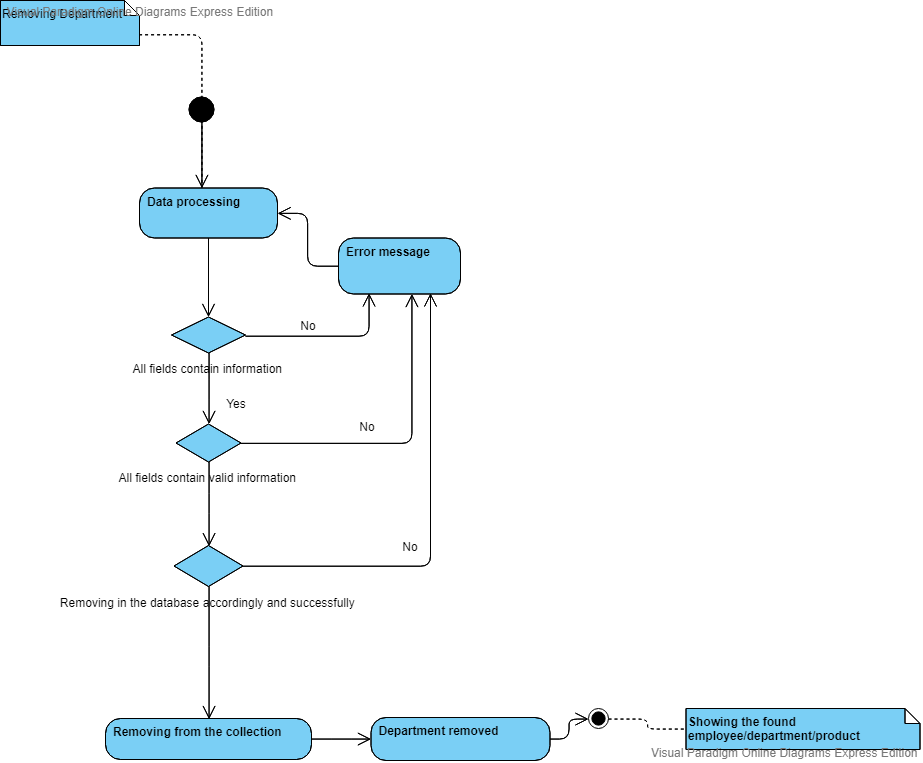 Visual Paradigm Online Diagrams Express Edition
Removing Department
Data processing
Error message
No
All fields contain information
Yes
No
All fields contain valid information
No
Removing in the database accordingly and successfully
Removing from the collection
Department removed
Showing the found
employee/department/product
Visual Paradigm Online Diagrams Express Edition